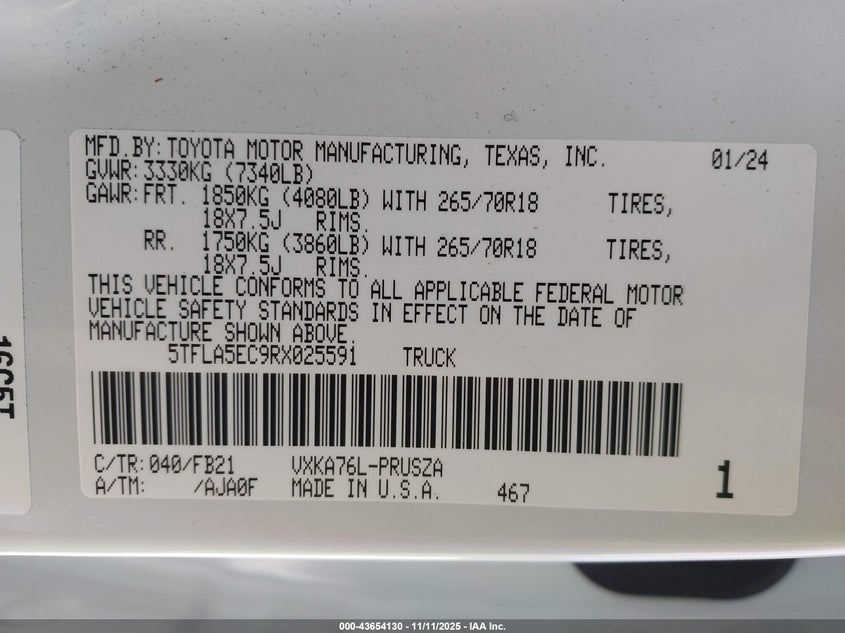 MFD.BY:TOYOTA MOTOR MANUFACTURING, TEXAS, INC. 01/24
GVWR:3330KG (7340LB)
GAWR:FRT. 1850KG (4080LB) WITH 265/70R18 TIRES,
18X7.5J RIMS.
RR. 1750KG (3860LB) WITH 265/70R18 TIRES,
18X7.5J RIMS.
THIS VEHICLE CONFORMS TO ALL APPLICABLE FEDERAL MOTOR
VEHICLE SAFETY STANDARDS IN EFFECT ON THE DATE OF
MANUFACTURE SHOWN ABOVE.
5TFLA5EC9RX025591 TRUCK
C/TR:040/FB21 VXKA76L-PRUSZA
A/TM: /AJA0F MADE IN U.S.A. 467 1
000-43654130 - 11/11/2025 - IAA Inc.